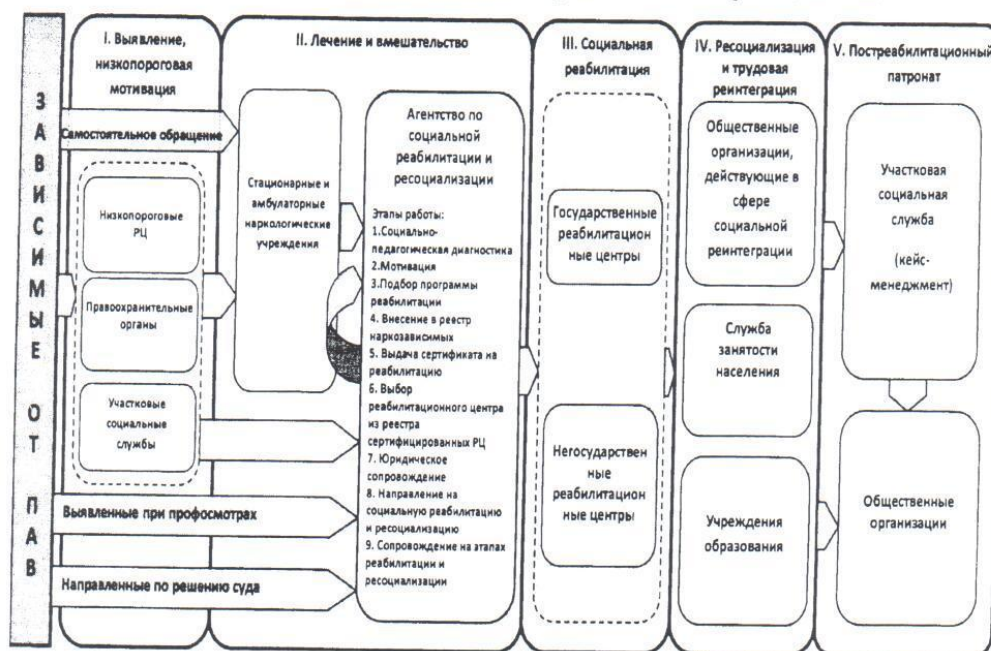 ЗАВИСИМЫЕ ОТ ПАВ
I. Выявление,
низкопороговая
мотивация
Самостоятельное обращение
Низкопороговые
РЦ
Правоохранительные
органы
Участковые
социальные
службы
Выявленные при профосмотрах
Направленные по решению суда
II. Лечение и вмешательство
Стационарные и
амбулаторные
наркологические
учреждения
Агентство по
социальной
реабилитации и
ресоциализации
Этапы работы:
1.Социально-
педагогическая диагностика
2.Мотивация
3.Подбор программы
реабилитации
4. Внесение в реестр
наркозависимых
5. Выдача сертификата на
реабилитацию
6. Выбор
реабилитационного центра
из реестра
сертифицированных РЦ
7. Юридическое
сопровождение
8. Направление на
социальную реабилитацию
и ресоциализацию
9. Сопровождение на этапах
реабилитации и
ресоциализации
III. Социальная
реабилитация
Государственные
реабилитацион
ные центры
Негосударствен
ные
реабилитацион
ные центры
IV. Ресоциализация
и трудовая
реинтеграция
Общественные
организации,
действующие в
сфере
социальной
реинтеграции
Служба
занятости
населения
Учреждения
образования
V. Постреабилитационный
патронат
Участковая
социальная
служба
(кейс-
менеджмент)
Общественные
организации